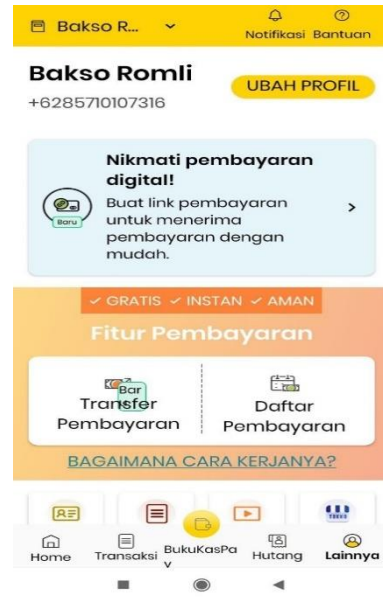 Bakso R...
Notifikasi Bantuan
Bakso Romli
+6285710107316
UBAH PROFIL
Nikmati pembayaran
digital!
Buat link pembayaran
untuk menerima
pembayaran dengan
mudah.
Baru
✓ GRATIS ✓ INSTAN ✓ AMAN
Fitur Pembayaran
Bar
Transfer
Pembayaran
Daftar
Pembayaran
BAGAIMANA CARA KERJANYA?
Home
Transaksi
BukuKasPa
y
Hutang
Lainnya